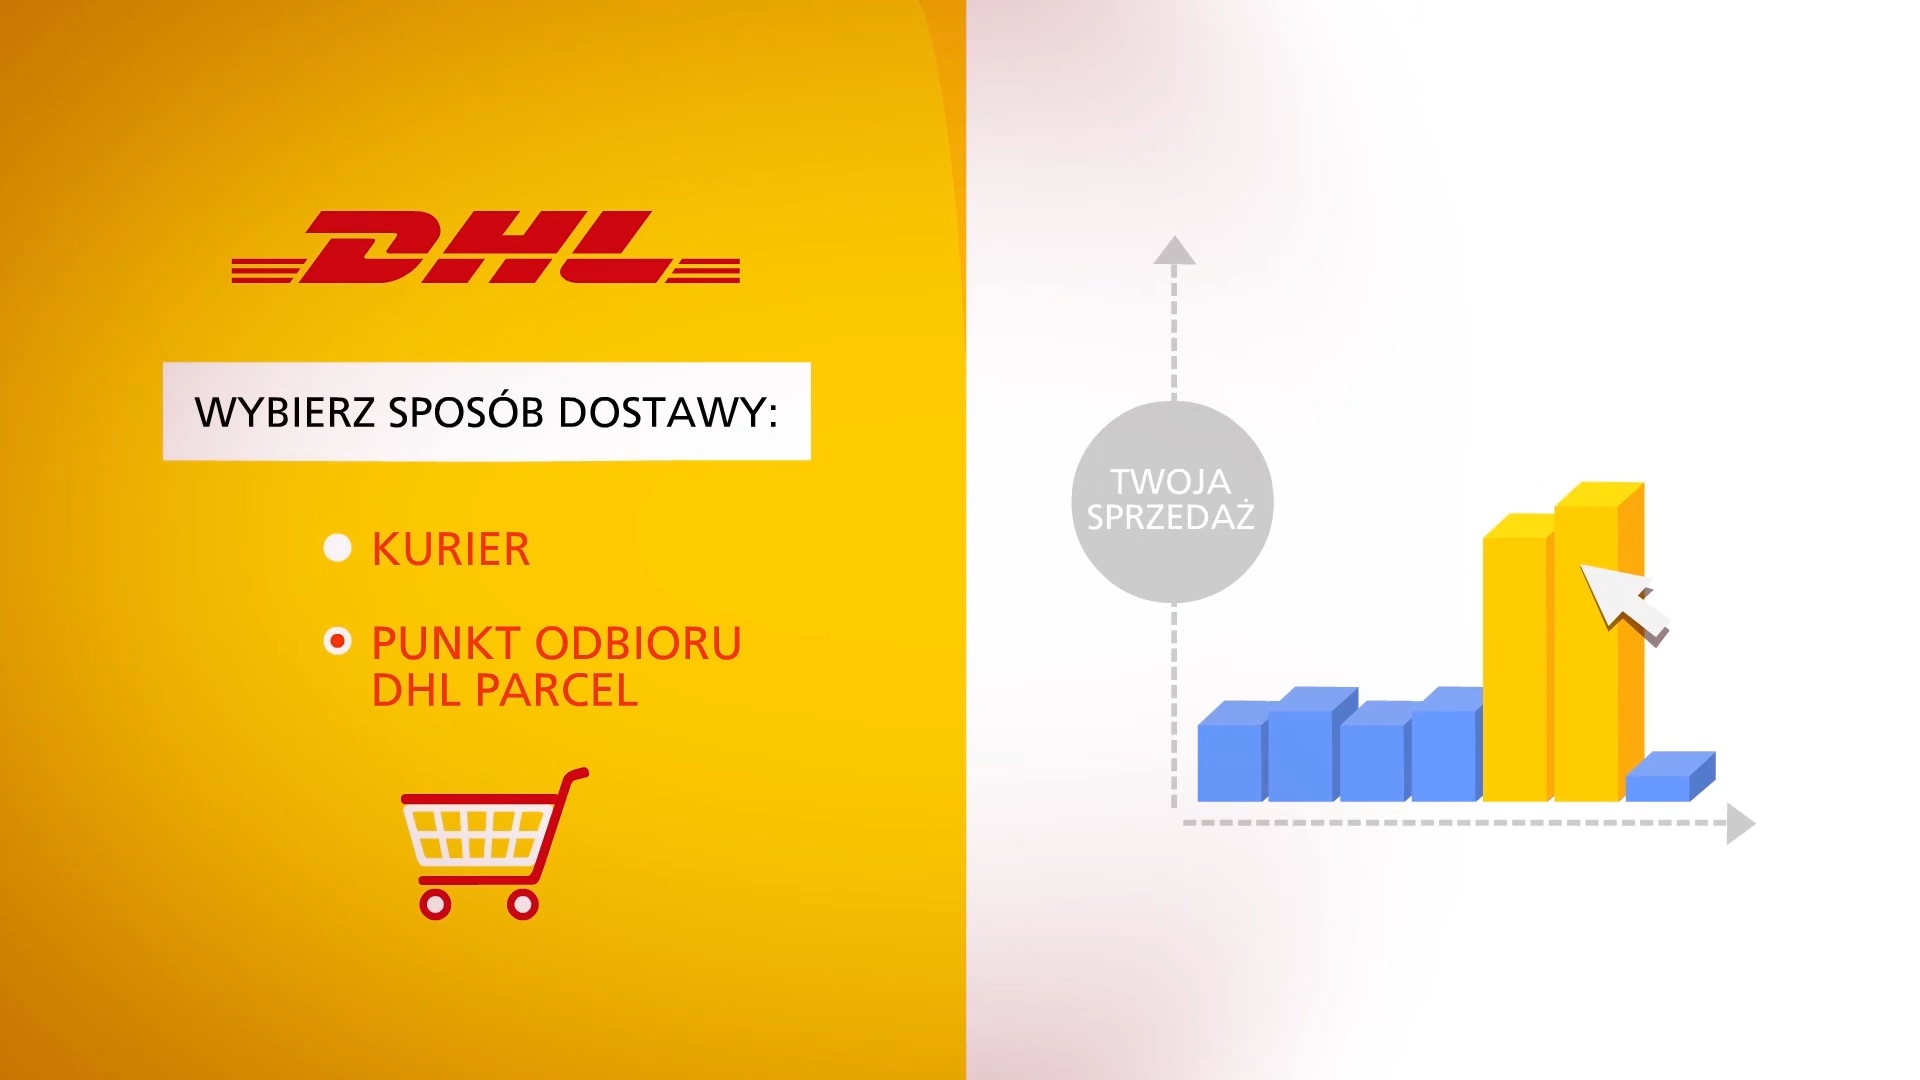 DHL
WYBIERZ SPOSÓB DOSTAWY:
KURIER
PUNKT ODBIORU
DHL PARCEL
TWOJA
SPRZEDAŻ